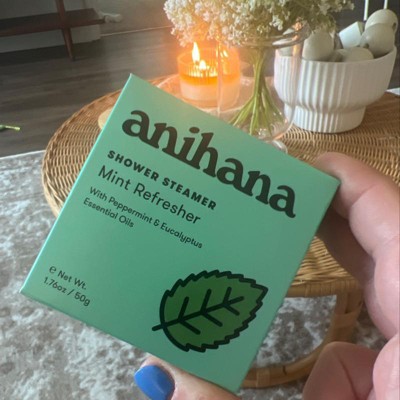 anihana
SHOWER STEAMER
Mint Refresher
With Peppermint & Eucalyptus
Essential Oils
℮ Net Wt.
1.76oz / 50g